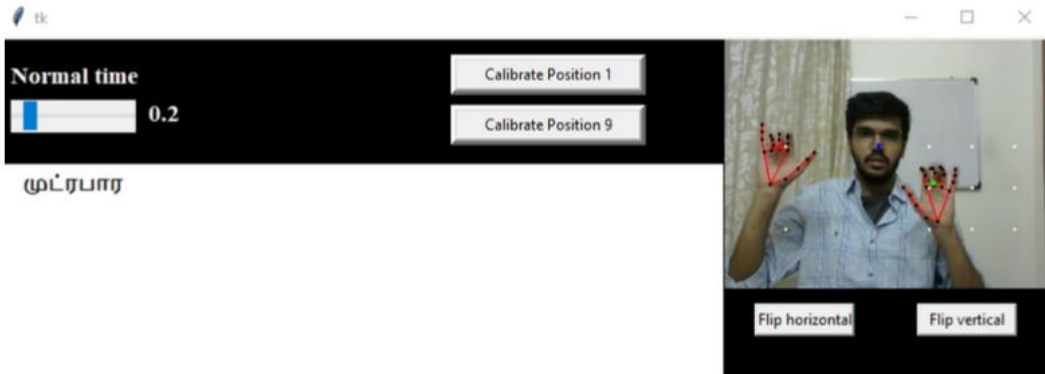 tk
Normal time
0.2
Calibrate Position 1
Calibrate Position 9
முட்ரபார
Flip horizontal
Flip vertical